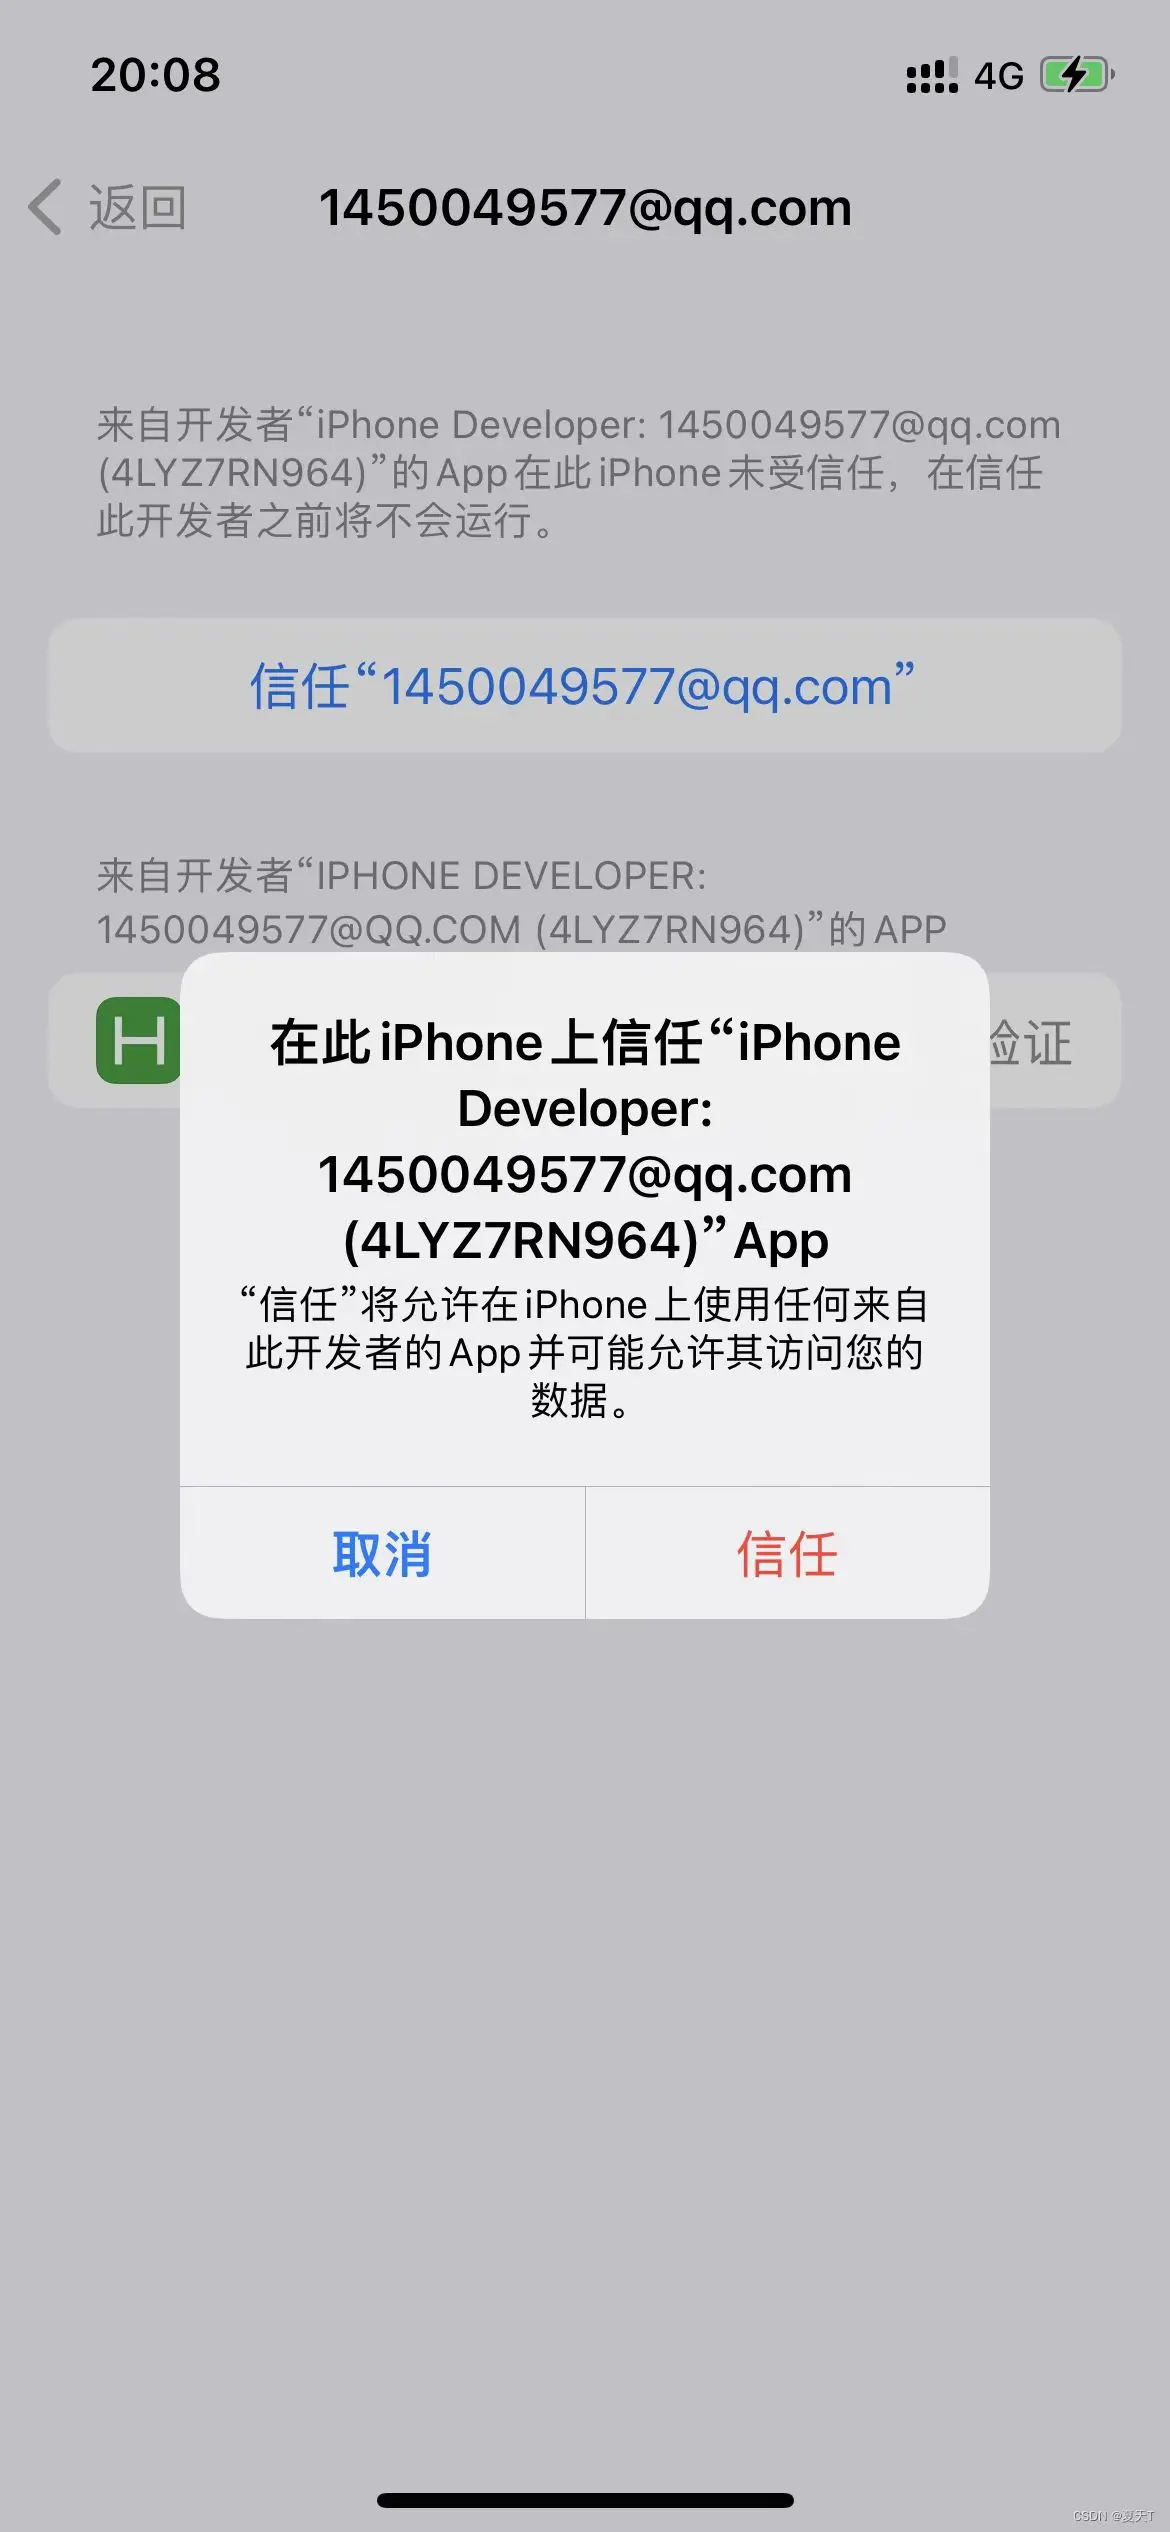 20:08
4G
返回
1450049577@qq.com
来自开发者“iPhone Developer: 1450049577@qq.com
(4LYZ7RN964)”的App在此iPhone未受信任，在信任
此开发者之前将不会运行。
信任“1450049577@qq.com”
来自开发者“IPHONE DEVELOPER:
1450049577@QQ.COM (4LYZ7RN964)”的APP
H
验证
在此iPhone上信任“iPhone
Developer:
1450049577@qq.com
(4LYZ7RN964)”App
“信任”将允许在iPhone上使用任何来自
此开发者的App并可能允许其访问您的
数据。
取消
信任
CSDN @夏天T